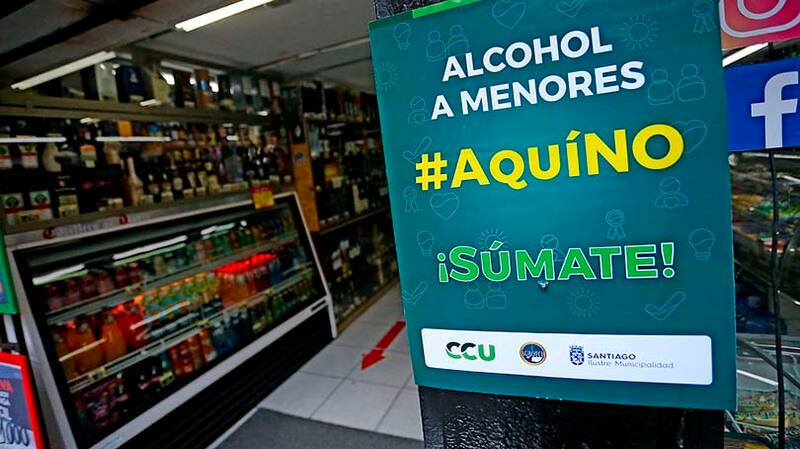 ALCOHOL
A MENORES
#AQUíNO
¡SÚMATE!
CCU
SANTIAGO
Ilustre Municipalidad
f